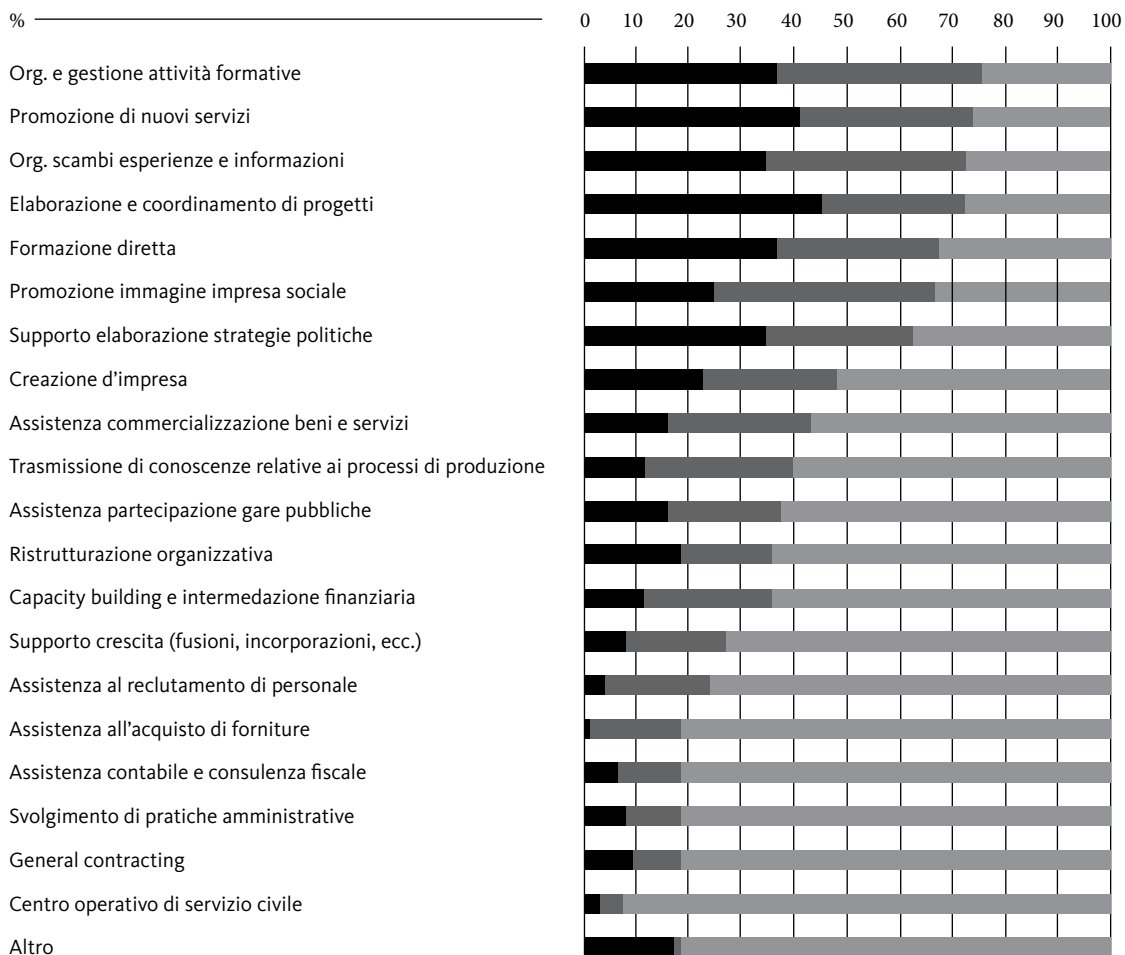 % 0 10 20 30 40 50 60 70 80 90 100
Org. e gestione attività formative
Promozione di nuovi servizi
Org. scambi esperienze e informazioni
Elaborazione e coordinamento di progetti
Formazione diretta
Promozione immagine impresa sociale
Supporto elaborazione strategie politiche
Creazione d’impresa
Assistenza commercializzazione beni e servizi
Trasmissione di conoscenze relative ai processi di produzione
Assistenza partecipazione gare pubbliche
Ristrutturazione organizzativa
Capacity building e intermedazione finanziaria
Supporto crescita (fusioni, incorporazioni, ecc.)
Assistenza al reclutamento di personale
Assistenza all’acquisto di forniture
Assistenza contabile e consulenza fiscale
Svolgimento di pratiche amministrative
General contracting
Centro operativo di servizio civile
Altro